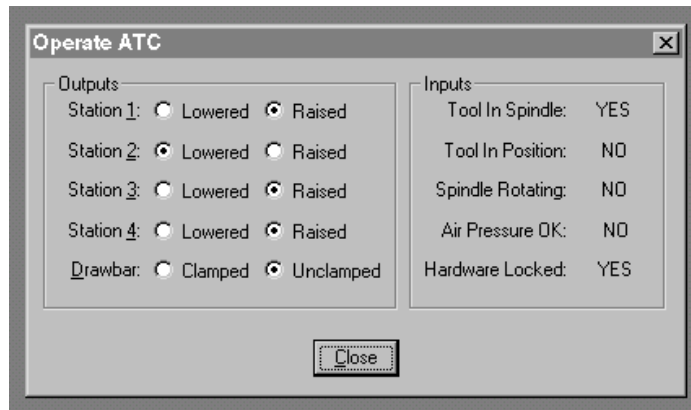 Operate ATC
Outputs
Station 1: Lowered Raised
Station 2: Lowered Raised
Station 3: Lowered Raised
Station 4: Lowered Raised
Drawbar: Clamped Unclamped
Inputs
Tool In Spindle: YES
Tool In Position: NO
Spindle Rotating: NO
Air Pressure OK: NO
Hardware Locked: YES
Close